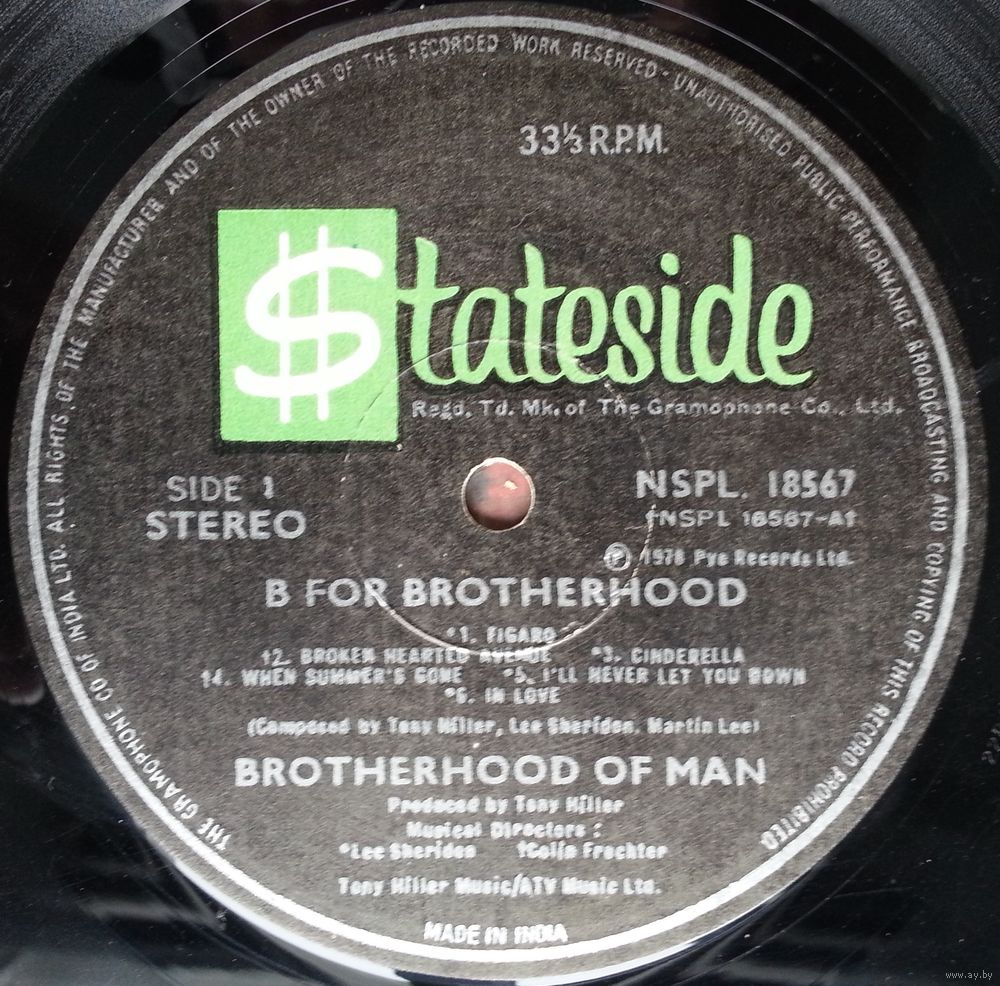 THE GRAMOPHONE CO OF INDIA LTD. ALL RIGHTS OF THE MANUFACTURER AND OF THE OWNER OF THE RECORDED WORK RESERVED - UNAUTHORISED PUBLIC PERFORMANCE BROADCASTING AND COPYING OF THIS RECORD PROHIBITED
33⅓ R.P.M.
$tateside
Regd. Td. Mk. of The Gramophone Co., Ltd.
SIDE 1
STEREO
NSPL. 18567
(NSPL 18567-A)
℗ 1978 Pye Records Ltd.
B FOR BROTHERHOOD
*1. FIGARO
†2. BROKEN HEARTED AVENUE *3. CINDERELLA
†4. WHEN SUMMER'S GONE *5. I'LL NEVER LET YOU DOWN
*6. IN LOVE
(Composed by Tony Hiller, Lee Sheriden, Martin Lee)
BROTHERHOOD OF MAN
Produced by Tony Hiller
Musical Directors :
*Lee Sheriden †Colin Frechter
Tony Hiller Music/ATV Music Ltd.
MADE IN INDIA
www.ay.by